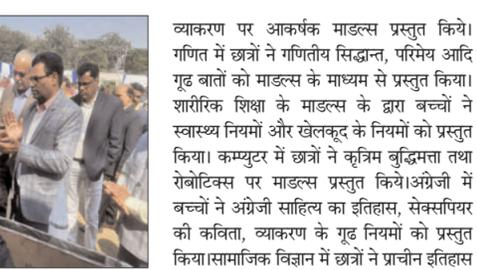 व्याकरण पर आकर्षक माडल्स प्रस्तुत किये।
गणित में छात्रों ने गणितीय सिद्धान्त, परिमेय आदि
गूढ बातों को माडल्स के माध्यम से प्रस्तुत किया।
शारीरिक शिक्षा के माडल्स के द्वारा बच्चों ने
स्वास्थ्य नियमों और खेलकूद के नियमों को प्रस्तुत
किया। कम्प्युटर में छात्रों ने कृत्रिम बुद्धिमत्ता तथा
रोबोटिक्स पर माडल्स प्रस्तुत किये।अंग्रेजी में
बच्चों ने अंग्रेजी साहित्य का इतिहास, सेक्सपियर
की कविता, व्याकरण के गूढ नियमों को प्रस्तुत
किया।सामाजिक विज्ञान में छात्रों ने प्राचीन इतिहास